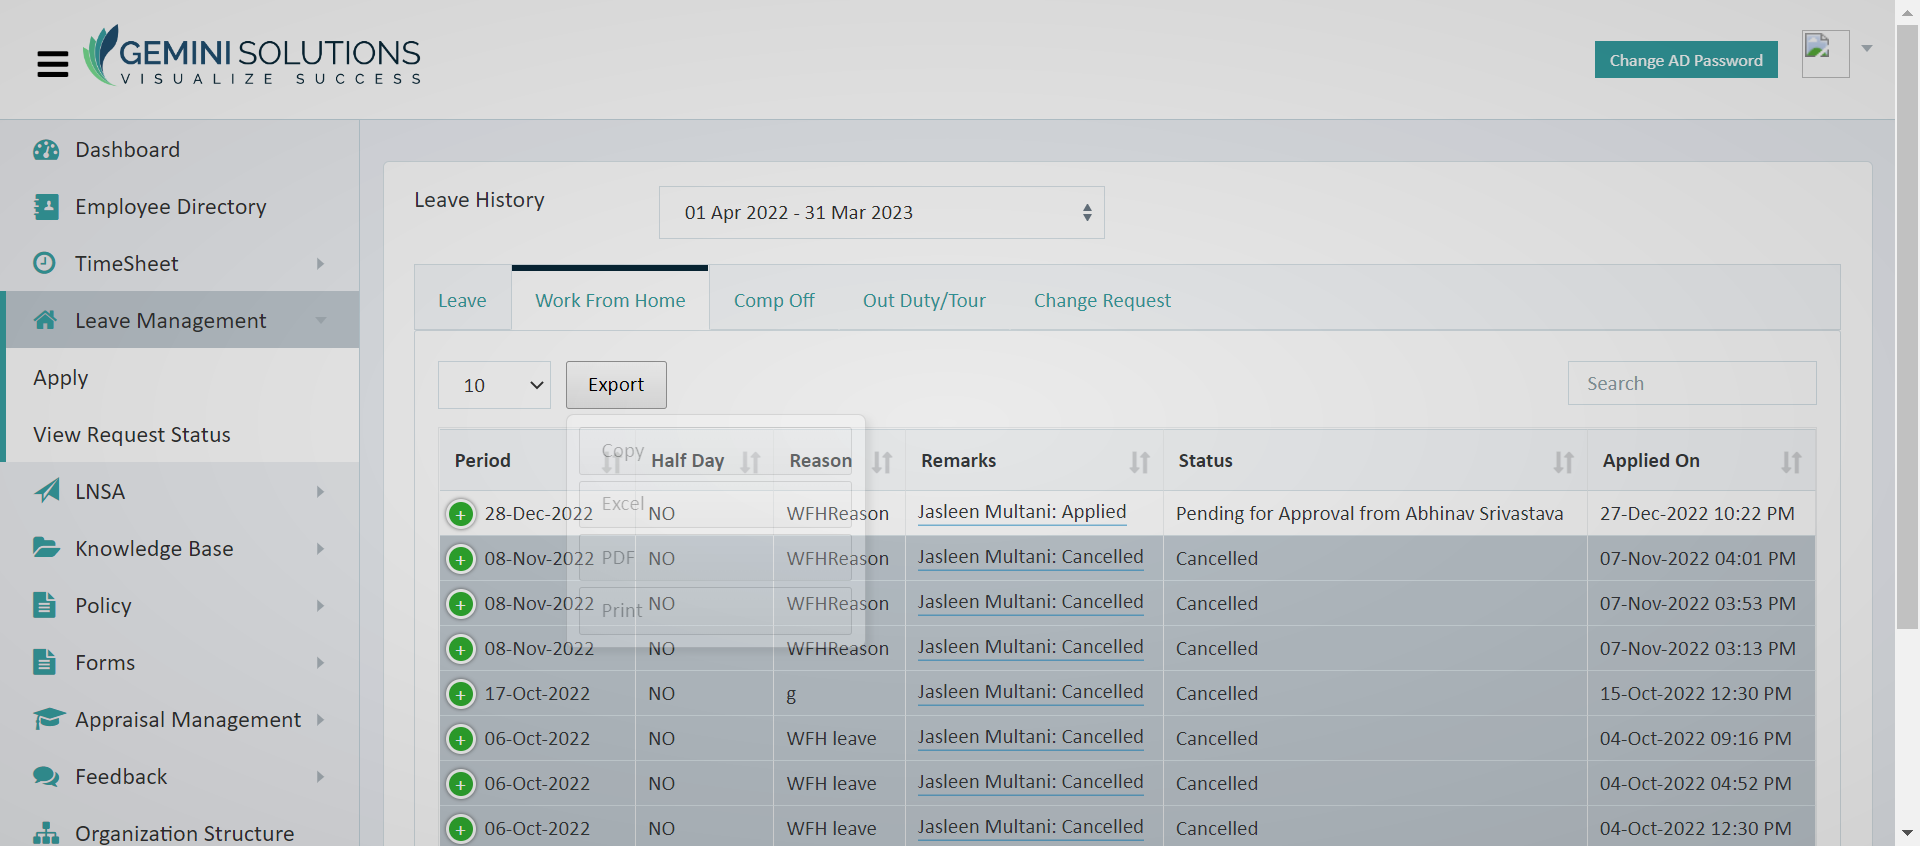 GEMINI SOLUTIONS
VISUALIZE SUCCESS
Change AD Password
Dashboard
Employee Directory
TimeSheet
Leave Management
Apply
View Request Status
LNSA
Knowledge Base
Policy
Forms
Appraisal Management
Feedback
Organization Structure
Leave History
01 Apr 2022 - 31 Mar 2023
Leave Work From Home Comp Off Out Duty/Tour Change Request
10 Export Search
Copy
Excel
PDF
Print
Period Half Day Reason Remarks Status Applied On
28-Dec-2022 NO WFHReason Jasleen Multani: Applied Pending for Approval from Abhinav Srivastava 27-Dec-2022 10:22 PM
08-Nov-2022 NO WFHReason Jasleen Multani: Cancelled Cancelled 07-Nov-2022 04:01 PM
08-Nov-2022 NO WFHReason Jasleen Multani: Cancelled Cancelled 07-Nov-2022 03:53 PM
08-Nov-2022 NO WFHReason Jasleen Multani: Cancelled Cancelled 07-Nov-2022 03:13 PM
17-Oct-2022 NO g Jasleen Multani: Cancelled Cancelled 15-Oct-2022 12:30 PM
06-Oct-2022 NO WFH leave Jasleen Multani: Cancelled Cancelled 04-Oct-2022 09:16 PM
06-Oct-2022 NO WFH leave Jasleen Multani: Cancelled Cancelled 04-Oct-2022 04:52 PM
06-Oct-2022 NO WFH leave Jasleen Multani: Cancelled Cancelled 04-Oct-2022 12:30 PM